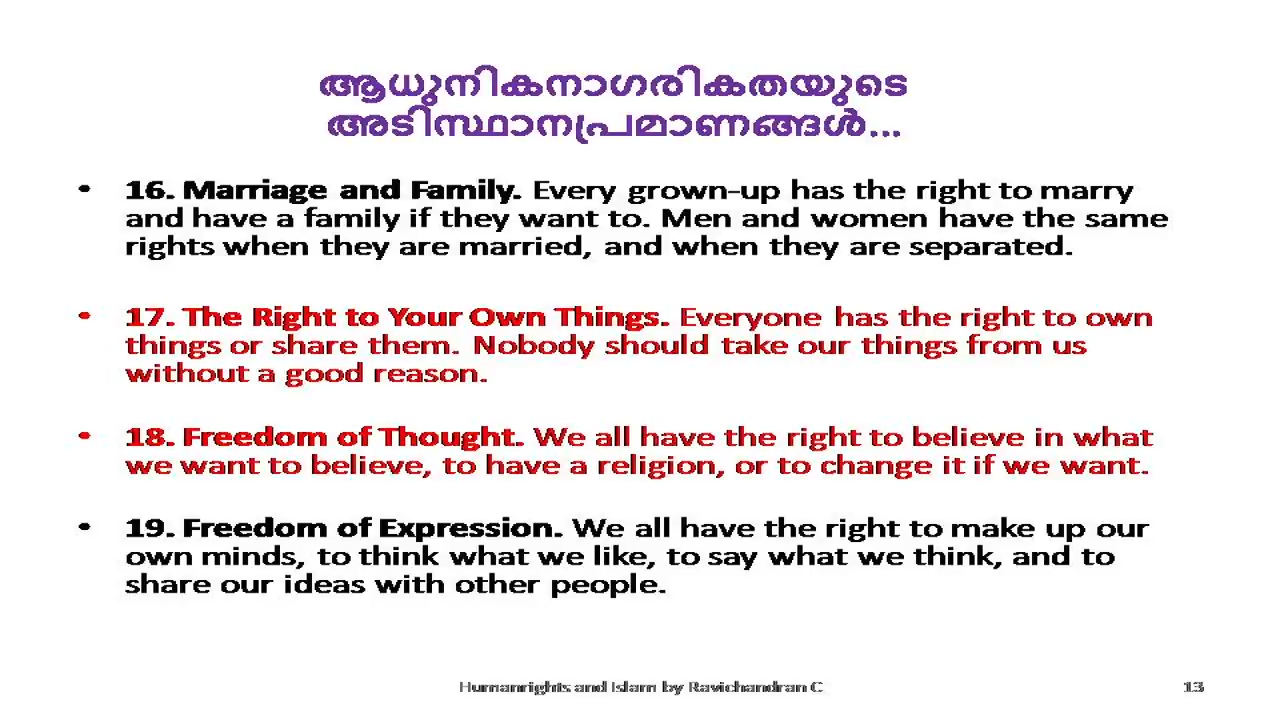 ആധുനികനാഗരികതയുടെ
അടിസ്ഥാനപ്രമാണങ്ങൾ...
• 16. Marriage and Family. Every grown-up has the right to marry
and have a family if they want to. Men and women have the same
rights when they are married, and when they are separated.
• 17. The Right to Your Own Things. Everyone has the right to own
things or share them. Nobody should take our things from us
without a good reason.
• 18. Freedom of Thought. We all have the right to believe in what
we want to believe, to have a religion, or to change it if we want.
• 19. Freedom of Expression. We all have the right to make up our
own minds, to think what we like, to say what we think, and to
share our ideas with other people.
Humanrights and Islam by Ravichandran C
13